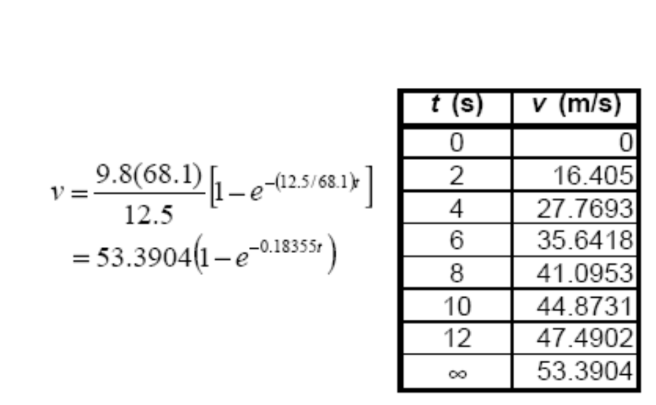 v = 9.8(68.1)/12.5 [1 − e^−(12.5/68.1)t]
= 53.3904(1 − e^−0.18355t)
t (s) v (m/s)
0 0
2 16.405
4 27.7693
6 35.6418
8 41.0953
10 44.8731
12 47.4902
∞ 53.3904